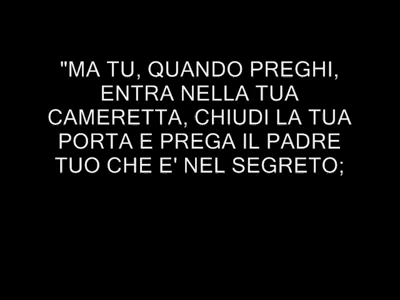 "MA TU, QUANDO PREGHI,
ENTRA NELLA TUA
CAMERETTA, CHIUDI LA TUA
PORTA E PREGA IL PADRE
TUO CHE E' NEL SEGRETO;